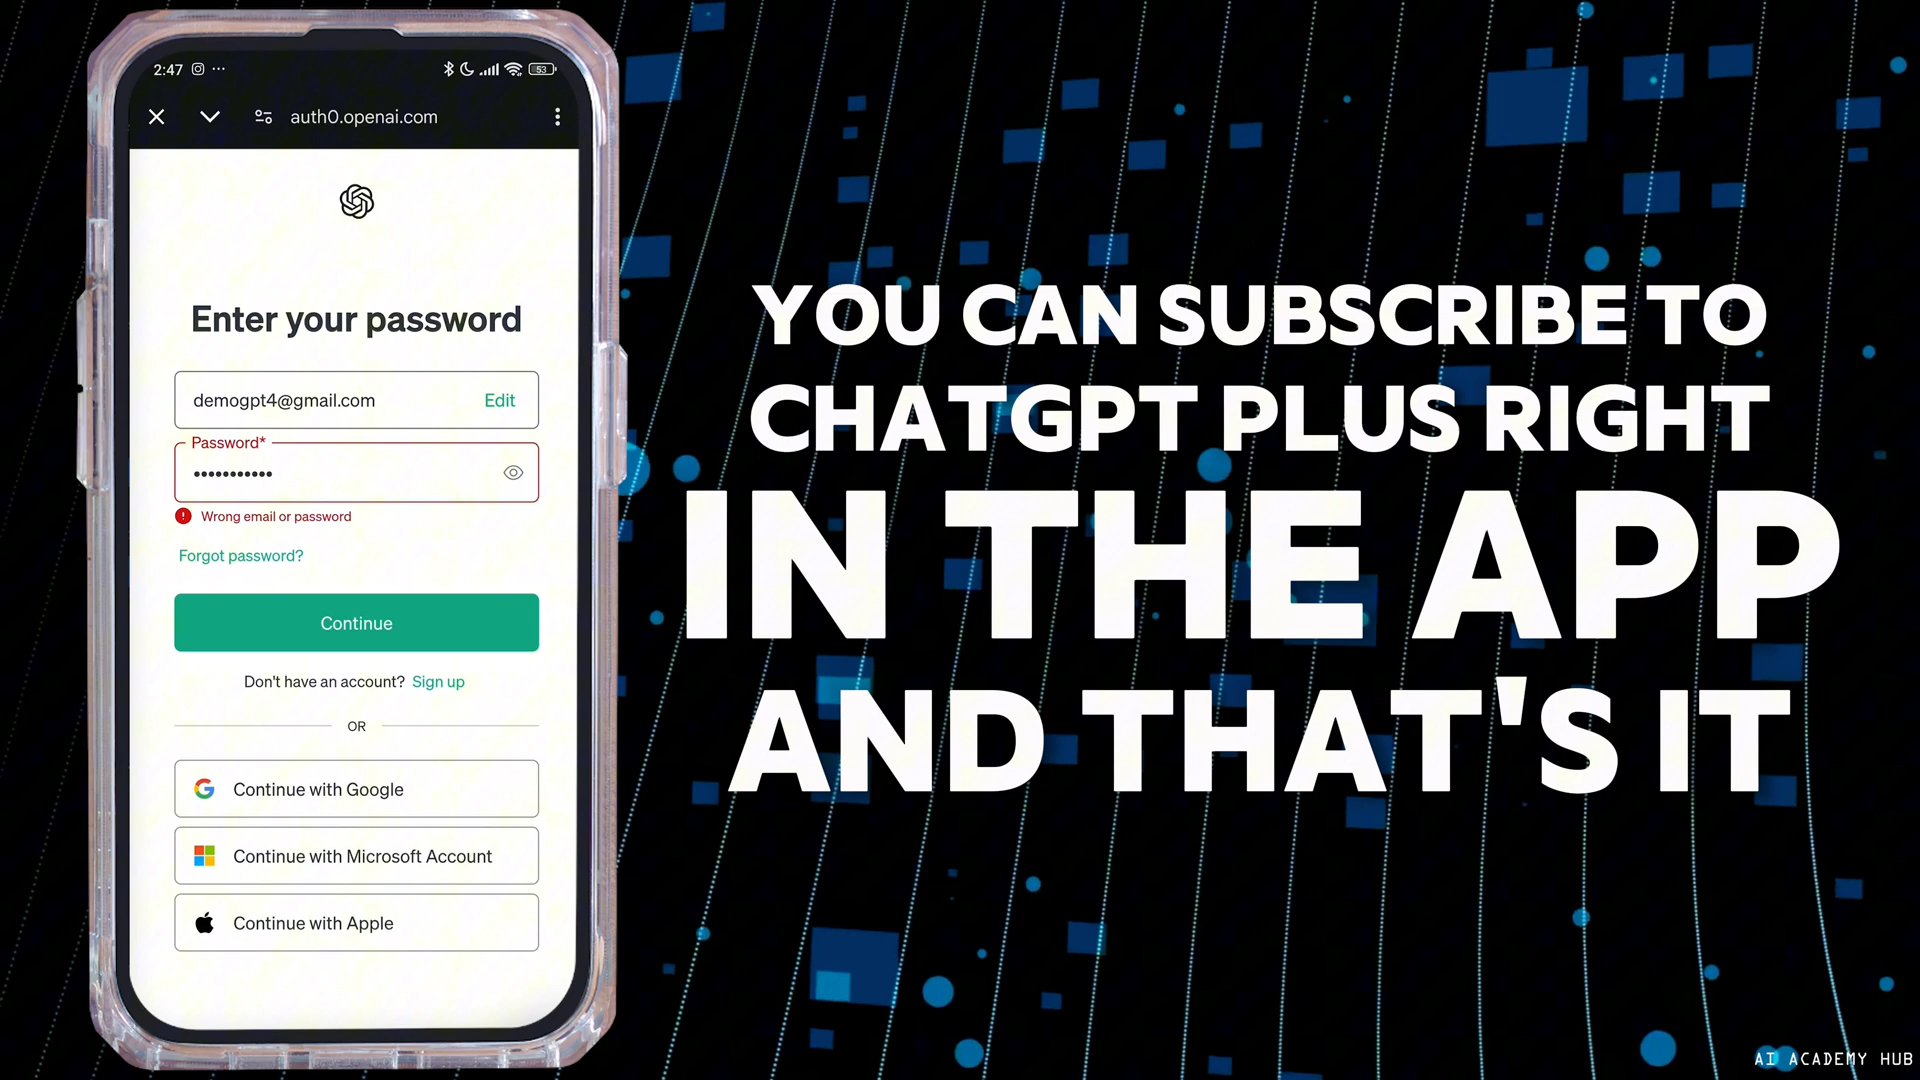 2:47
53
auth0.openai.com
Enter your password
demogpt4@gmail.com Edit
Password*
•••••••••••
Wrong email or password
Forgot password?
Continue
Don't have an account? Sign up
OR
Continue with Google
Continue with Microsoft Account
Continue with Apple
YOU CAN SUBSCRIBE TO
CHATGPT PLUS RIGHT
IN THE APP
AND THAT'S IT
AI ACADEMY HUB